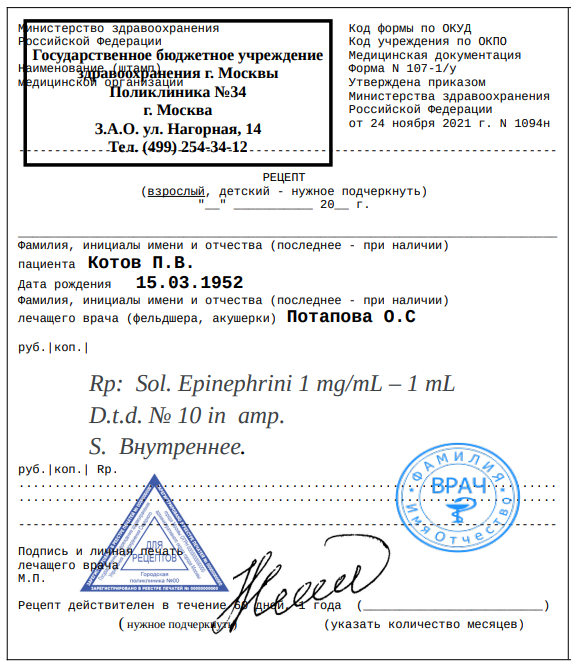 Министерство здравоохранения
Российской Федерации
Наименование (штамп)
медицинской организации
Государственное бюджетное учреждение
здравоохранения г. Москвы
Поликлиника №34
г. Москва
З.А.О. ул. Нагорная, 14
Тел. (499) 254-34-12
Код формы по ОКУД
Код учреждения по ОКПО
Медицинская документация
Форма N 107-1/у
Утверждена приказом
Министерства здравоохранения
Российской Федерации
от 24 ноября 2021 г. N 1094н
РЕЦЕПТ
(взрослый, детский - нужное подчеркнуть)
"__" ___________ 20__ г.
Фамилия, инициалы имени и отчества (последнее - при наличии)
пациента Котов П.В.
Дата рождения 15.03.1952
Фамилия, инициалы имени и отчества (последнее - при наличии)
лечащего врача (фельдшера, акушерки) Потапова О.С
руб.|коп.|
Rp: Sol. Epinephrini 1 mg/mL – 1 mL
D.t.d. № 10 in amp.
S. Внутреннее.
руб.|коп.| Rp.
ФАМИЛИЯ
ВРАЧ
Имя Отчество
ДЛЯ
РЕЦЕПТОВ
Городская
поликлиника №00
Подпись и личная печать
лечащего врача
М.П.
Рецепт действителен в течение 60 дней, 1 года (_________________________)
(нужное подчеркнуть) (указать количество месяцев)